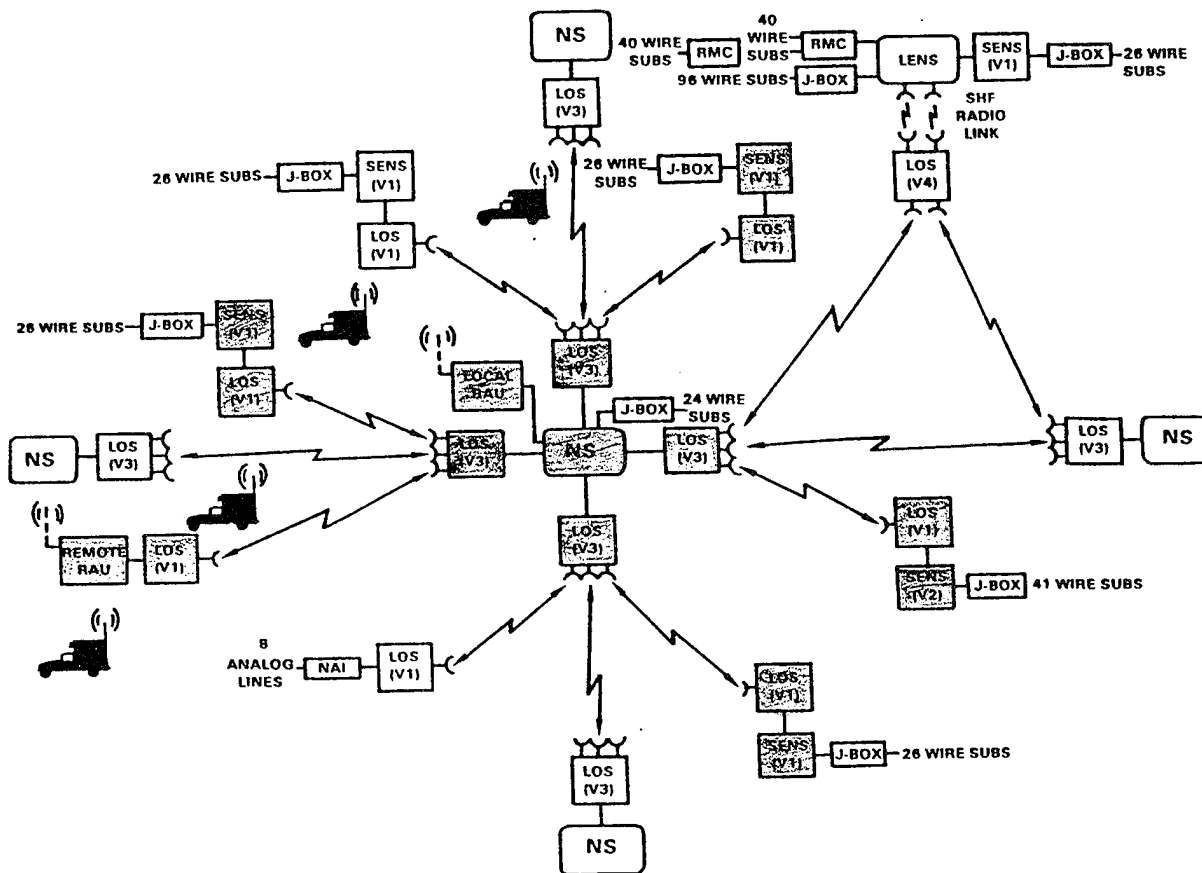 NS
LOS
(V3)
40 WIRE
SUBS
RMC
40
WIRE
SUBS
RMC
96 WIRE SUBS
J-BOX
LENS
SENS
(V1)
J-BOX
26 WIRE
SUBS
SHF
RADIO
LINK
LOS
(V4)
26 WIRE SUBS
J-BOX
SENS
(V1)
LOS
(V1)
26 WIRE
SUBS
J-BOX
SENS
(V1)
LOS
(V1)
26 WIRE SUBS
J-BOX
SENS
(V1)
LOS
(V1)
LOCAL
RAU
LOS
(V3)
J-BOX
24 WIRE
SUBS
NS
LOS
(V3)
LOS
(V3)
NS
LOS
(V3)
LOS
(V3)
NS
REMOTE
RAU
LOS
(V1)
LOS
(V3)
LOS
(V1)
SENS
(V2)
J-BOX
41 WIRE SUBS
8
ANALOG
LINES
NAI
LOS
(V1)
LOS
(V1)
SENS
(V1)
J-BOX
26 WIRE SUBS
LOS
(V3)
NS